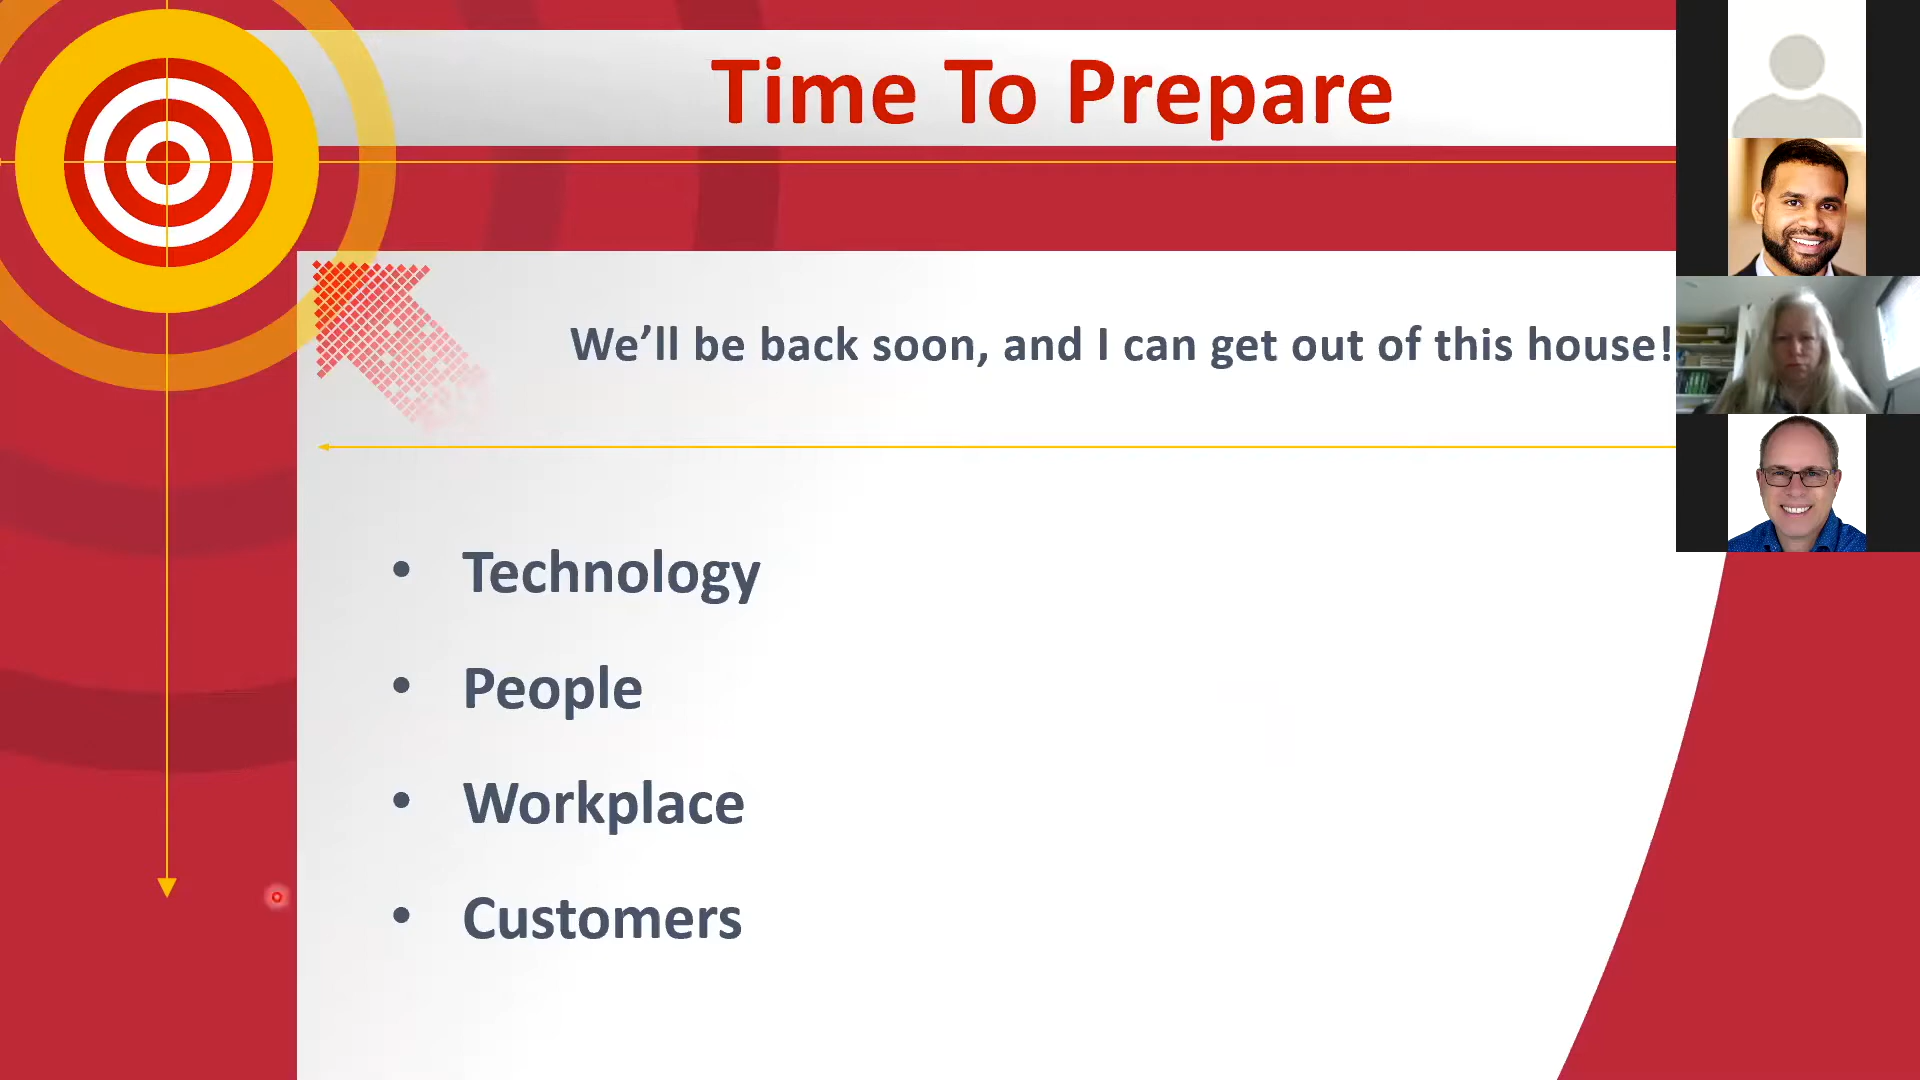 Time To Prepare
We’ll be back soon, and I can get out of this house!
• Technology
• People
• Workplace
• Customers